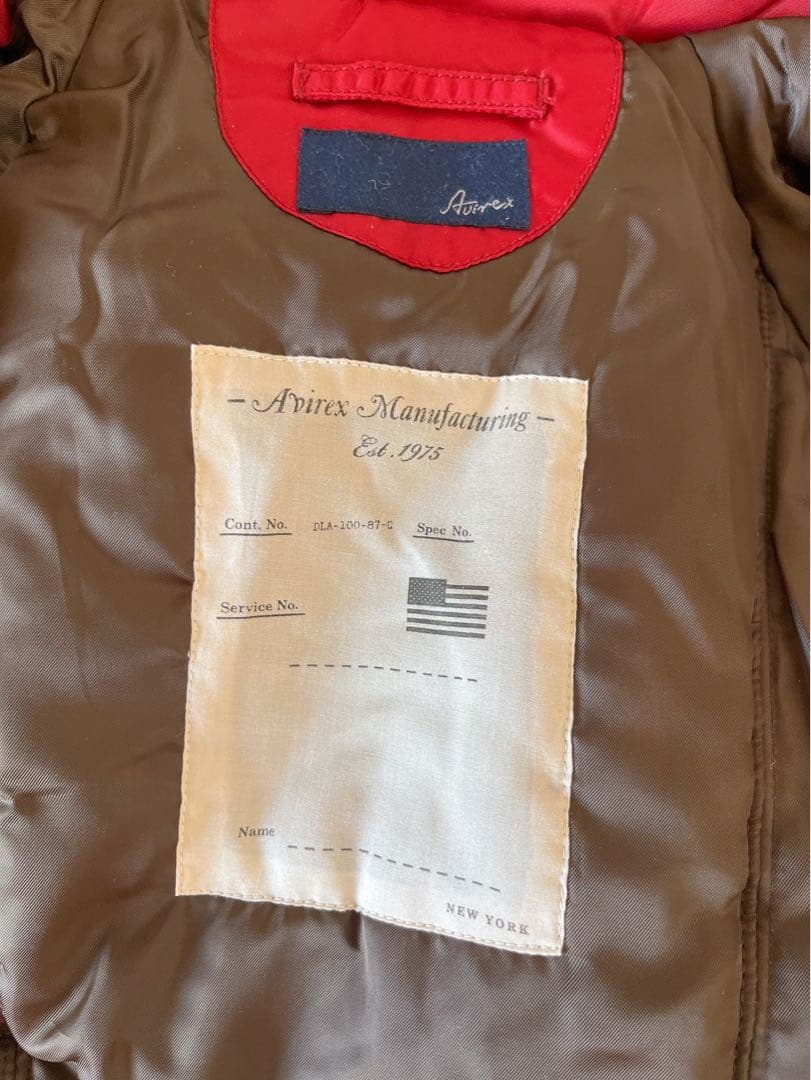 Avirex
- Avirex Manufacturing -
Est. 1975
Cont. No. DLA-100-87-C Spec No.
Service No.
Name
NEW YORK